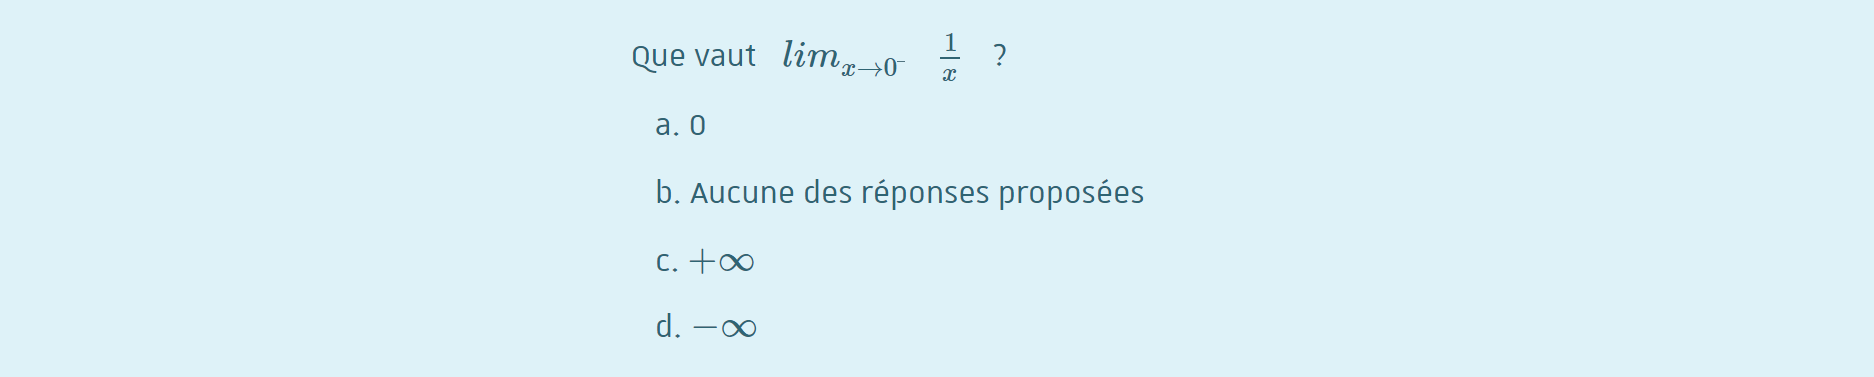 Que vaut $lim_{x \to 0^-} \frac{1}{x}$ ?
a. 0
b. Aucune des réponses proposées
c. $+\infty$
d. $-\infty$